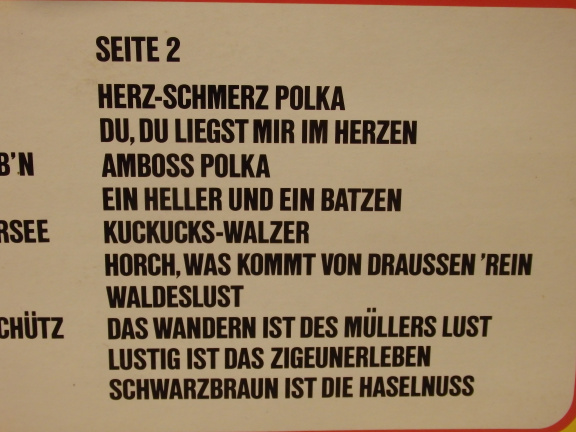 SEITE 2
HERZ-SCHMERZ POLKA
DU, DU LIEGST MIR IM HERZEN
B'N AMBOSS POLKA
EIN HELLER UND EIN BATZEN
RSEE KUCKUCKS-WALZER
HORCH, WAS KOMMT VON DRAUSSEN 'REIN
WALDESLUST
CHÜTZ DAS WANDERN IST DES MÜLLERS LUST
LUSTIG IST DAS ZIGEUNERLEBEN
SCHWARZBRAUN IST DIE HASELNUSS